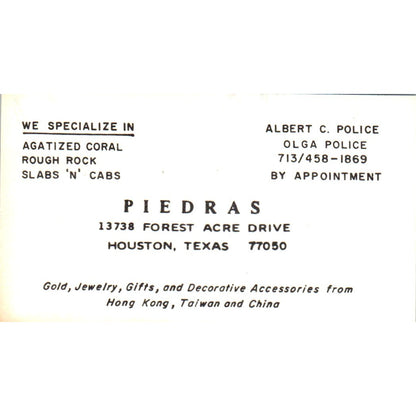 WE SPECIALIZE IN
AGATIZED CORAL
ROUGH ROCK
SLABS 'N' CABS
ALBERT C. POLICE
OLGA POLICE
713/458-1869
BY APPOINTMENT
PIEDRAS
13738 FOREST ACRE DRIVE
HOUSTON, TEXAS 77050
Gold, Jewelry, Gifts, and Decorative Accessories from
Hong Kong, Taiwan and China